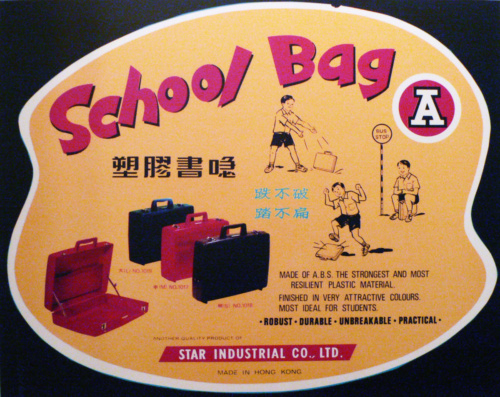 School Bag
A
塑膠書喼
BUS
STOP
跌不破
踏不扁
MADE OF A.B.S. THE STRONGEST AND MOST
RESILIENT PLASTIC MATERIAL.
FINISHED IN VERY ATTRACTIVE COLOURS.
MOST IDEAL FOR STUDENTS.
• ROBUST • DURABLE • UNBREAKABLE • PRACTICAL •
ANOTHER QUALITY PRODUCT OF
STAR INDUSTRIAL CO., LTD.
MADE IN HONG KONG